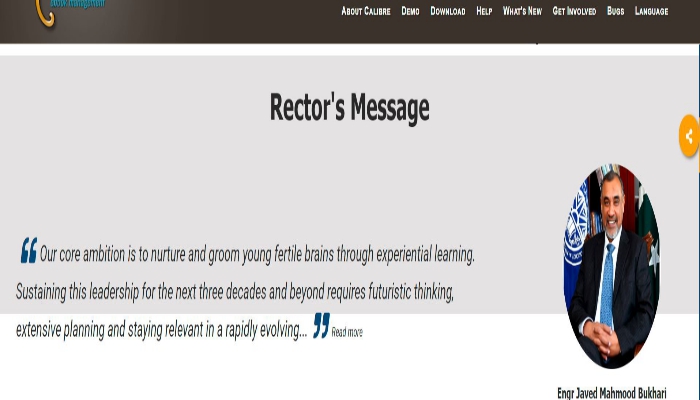 ebook management
About Calibre Demo Download Help What's New Get Involved Bugs Language
Rector's Message
“ Our core ambition is to nurture and groom young fertile brains through experiential learning.
Sustaining this leadership for the next three decades and beyond requires futuristic thinking,
extensive planning and staying relevant in a rapidly evolving... ” Read more
Engr Javed Mahmood Bukhari